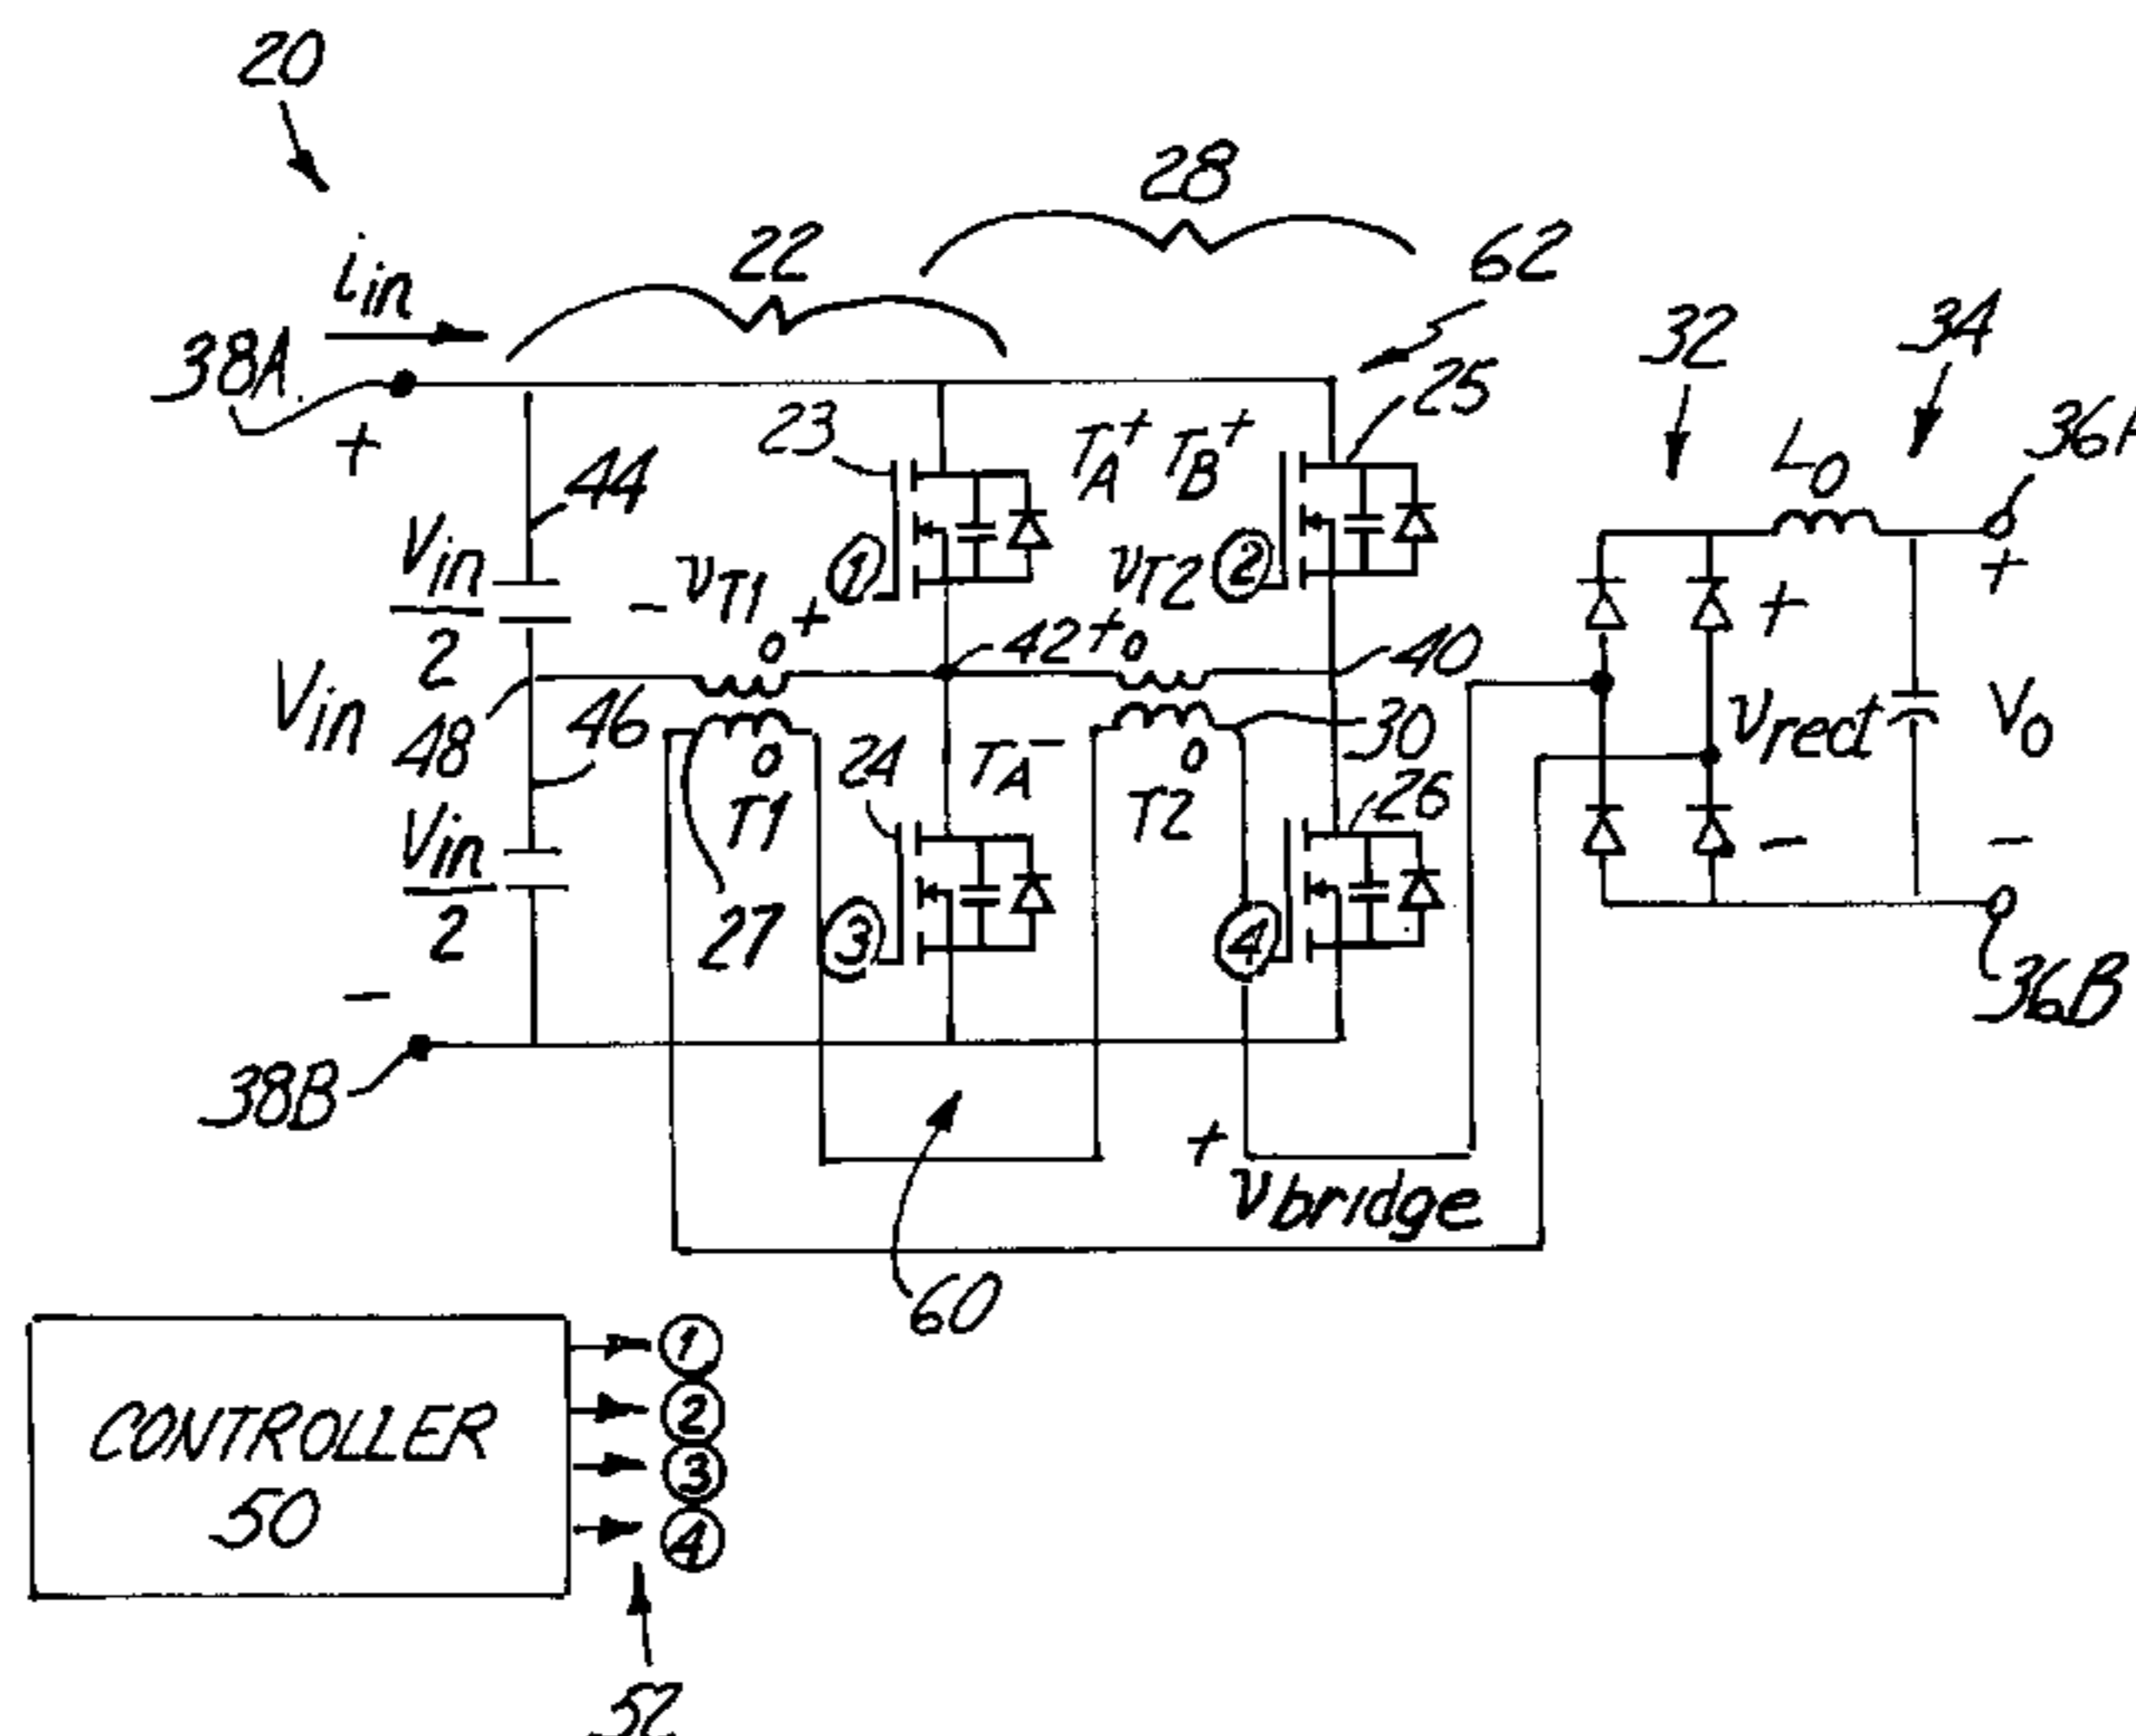 20
28
22
62
iin
32
34
38A
23
TA+ TB+
25
36A
+
44
Lo
Vin
2
1
2
+
- vT1 +
vT2
+
42
+
40
Vin
48
46
30
vrect
Vo
24
TA-
26
T1
T2
Vin
2
-
-
27
3
4
-
36B
38B
+
vbridge
60
CONTROLLER
50
1
2
3
4
52